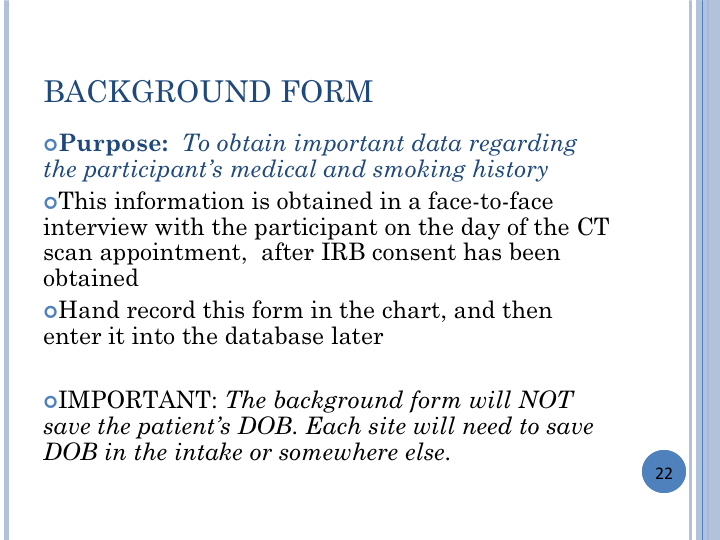 BACKGROUND FORM
Purpose:  To obtain important data regarding
the participant’s medical and smoking history
This information is obtained in a face-to-face
interview with the participant on the day of the CT
scan appointment,  after IRB consent has been
obtained
Hand record this form in the chart, and then
enter it into the database later
IMPORTANT: The background form will NOT
save the patient’s DOB. Each site will need to save
DOB in the intake or somewhere else.
22